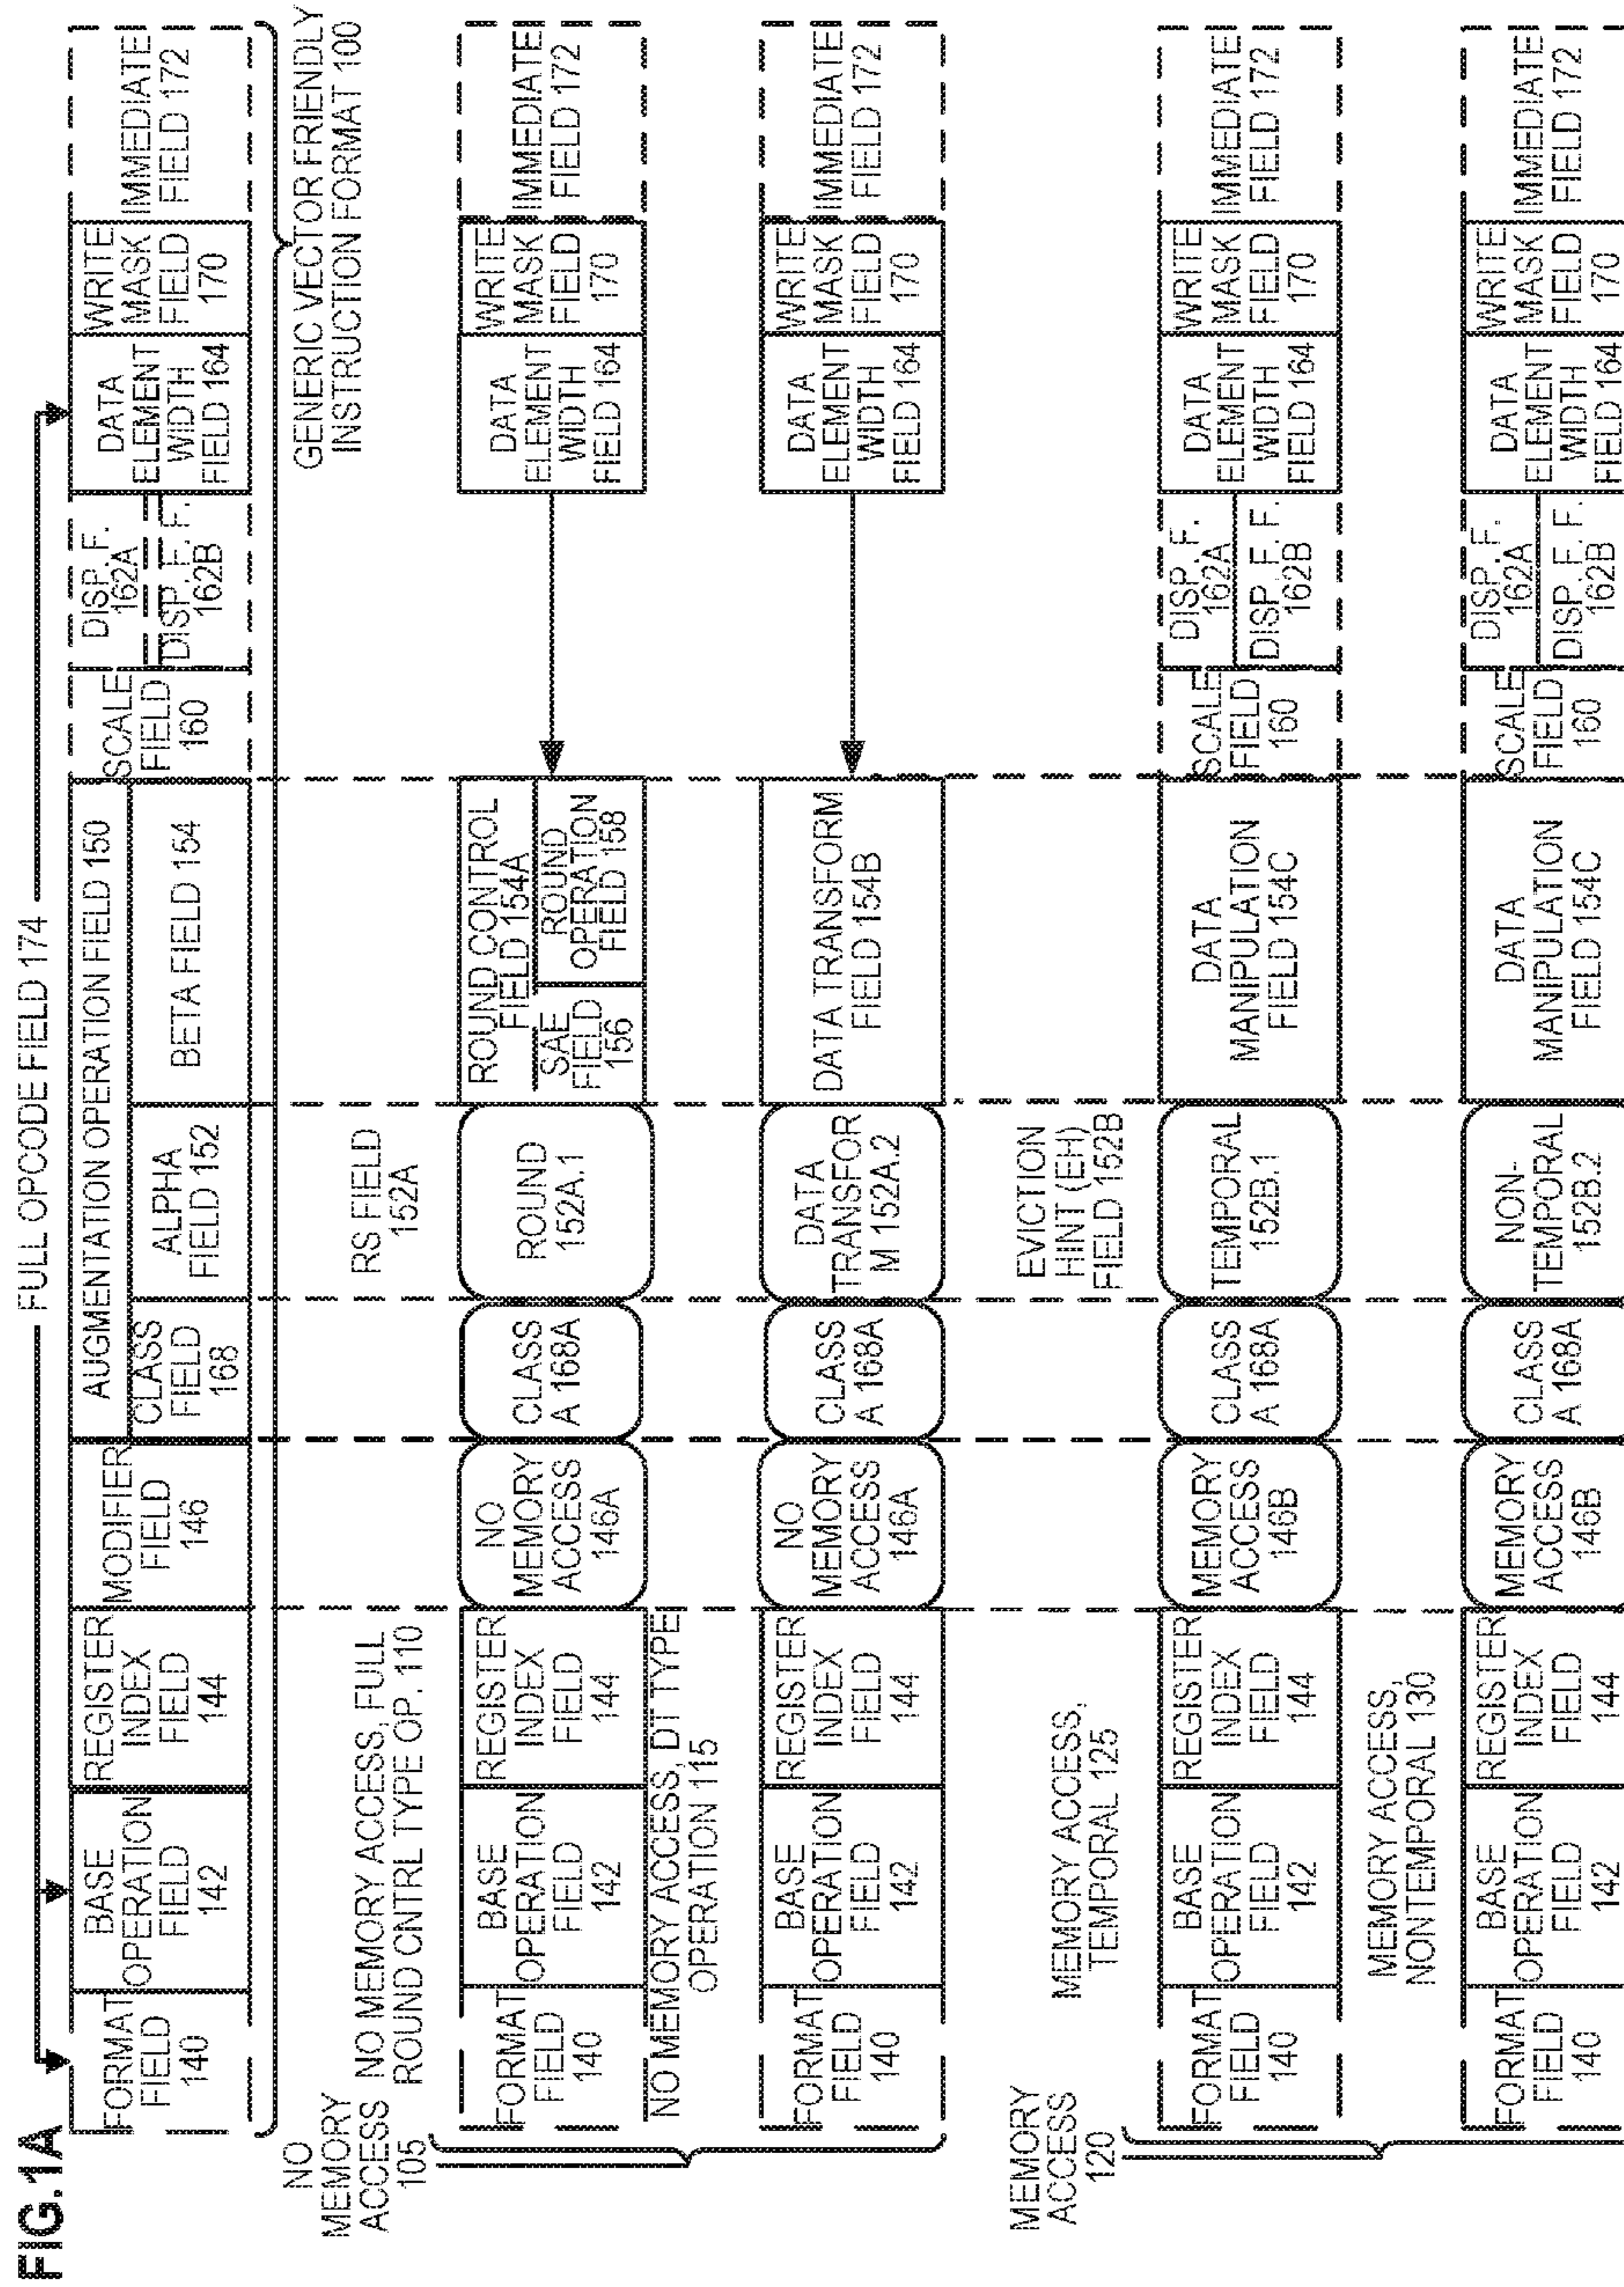 FIG.1A
FULL OPCODE FIELD 174
FORMAT
FIELD
140
BASE
OPERATION
FIELD
142
REGISTER
INDEX
FIELD
144
MODIFIER
FIELD
146
AUGMENTATION OPERATION FIELD 150
CLASS
FIELD
168
ALPHA
FIELD 152
BETA FIELD 154
SCALE
FIELD
160
DISP. F.
162A
DISP. F. F.
162B
DATA
ELEMENT
WIDTH
FIELD 164
WRITE
MASK
FIELD
170
IMMEDIATE
FIELD 172
GENERIC VECTOR FRIENDLY
INSTRUCTION FORMAT 100
NO
MEMORY
ACCESS
105
NO MEMORY ACCESS, FULL
ROUND CNTRL TYPE OP. 110
RS FIELD
152A
FORMAT
FIELD
140
BASE
OPERATION
FIELD
142
REGISTER
INDEX
FIELD
144
NO
MEMORY
ACCESS
146A
CLASS
A 168A
ROUND
152A.1
ROUND CONTROL
FIELD 154A
SAE
FIELD
156
ROUND
OPERATION
FIELD 158
DATA
ELEMENT
WIDTH
FIELD 164
WRITE
MASK
FIELD
170
IMMEDIATE
FIELD 172
NO MEMORY ACCESS, DT TYPE
OPERATION 115
FORMAT
FIELD
140
BASE
OPERATION
FIELD
142
REGISTER
INDEX
FIELD
144
NO
MEMORY
ACCESS
146A
CLASS
A 168A
DATA
TRANSFOR
M 152A.2
DATA TRANSFORM
FIELD 154B
DATA
ELEMENT
WIDTH
FIELD 164
WRITE
MASK
FIELD
170
IMMEDIATE
FIELD 172
MEMORY
ACCESS
120
MEMORY ACCESS,
TEMPORAL 125
EVICTION
HINT (EH)
FIELD 152B
FORMAT
FIELD
140
BASE
OPERATION
FIELD
142
REGISTER
INDEX
FIELD
144
MEMORY
ACCESS
146B
CLASS
A 168A
TEMPORAL
152B.1
DATA
MANIPULATION
FIELD 154C
SCALE
FIELD
160
DISP. F.
162A
DISP. F. F.
162B
DATA
ELEMENT
WIDTH
FIELD 164
WRITE
MASK
FIELD
170
IMMEDIATE
FIELD 172
MEMORY ACCESS,
NONTEMPORAL 130
FORMAT
FIELD
140
BASE
OPERATION
FIELD
142
REGISTER
INDEX
FIELD
144
MEMORY
ACCESS
146B
CLASS
A 168A
NON-
TEMPORAL
152B.2
DATA
MANIPULATION
FIELD 154C
SCALE
FIELD
160
DISP. F.
162A
DISP. F. F.
162B
DATA
ELEMENT
WIDTH
FIELD 164
WRITE
MASK
FIELD
170
IMMEDIATE
FIELD 172